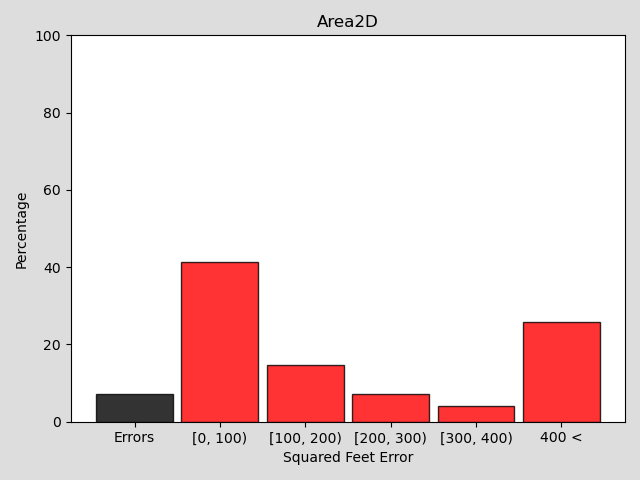 Area2D
100
80
60
40
20
0
Percentage
Errors [0, 100) [100, 200) [200, 300) [300, 400) 400 <
Squared Feet Error